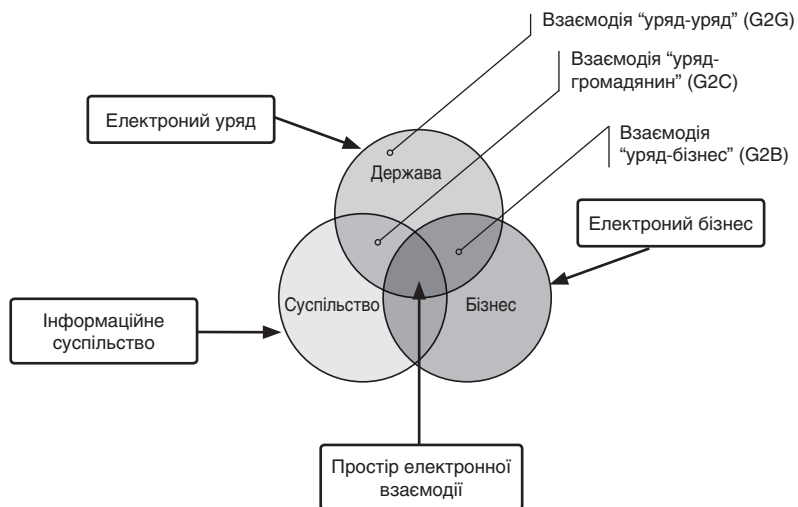 Взаємодія “уряд-уряд” (G2G)
Взаємодія “уряд-
громадянин” (G2C)
Взаємодія
“уряд-бізнес” (G2B)
Електроний уряд
Держава
Електроний бізнес
Суспільство
Бізнес
Інформаційне
суспільство
Простір електронної
взаємодії